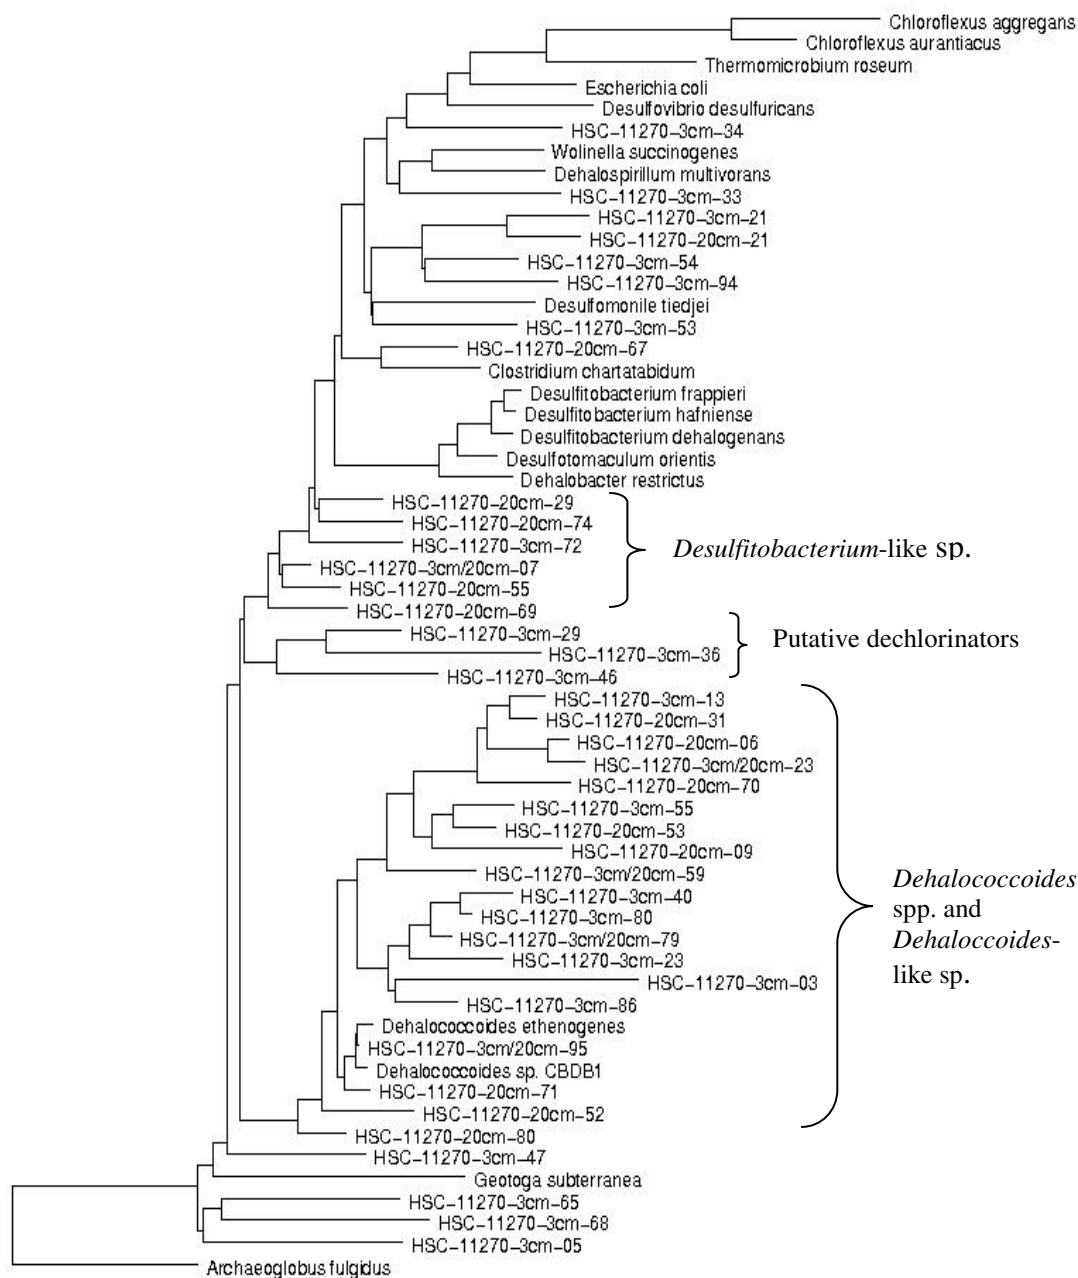 Chloroflexus aggregans
Chloroflexus aurantiacus
Thermomicrobium roseum
Escherichia coli
Desulfovibrio desulfuricans
HSC-11270-3cm-34
Wolinella succinogenes
Dehalospirillum multivorans
HSC-11270-3cm-33
HSC-11270-3cm-21
HSC-11270-20cm-21
HSC-11270-3cm-54
HSC-11270-3cm-94
Desulfomonile tiedjei
HSC-11270-3cm-53
HSC-11270-20cm-67
Clostridium chartatabidum
Desulfitobacterium frappieri
Desulfitobacterium hafniense
Desulfitobacterium dehalogenans
Desulfotomaculum orientis
Dehalobacter restrictus
HSC-11270-20cm-29
HSC-11270-20cm-74
HSC-11270-3cm-72
HSC-11270-3cm/20cm-07
HSC-11270-20cm-55
HSC-11270-20cm-69
Desulfitobacterium-like sp.
HSC-11270-3cm-29
HSC-11270-3cm-36
HSC-11270-3cm-46
Putative dechlorinators
HSC-11270-3cm-13
HSC-11270-20cm-31
HSC-11270-20cm-06
HSC-11270-3cm/20cm-23
HSC-11270-20cm-70
HSC-11270-3cm-55
HSC-11270-20cm-53
HSC-11270-20cm-09
HSC-11270-3cm/20cm-59
HSC-11270-3cm-40
HSC-11270-3cm-80
HSC-11270-3cm/20cm-79
HSC-11270-3cm-23
HSC-11270-3cm-03
HSC-11270-3cm-86
Dehalococcoides ethenogenes
HSC-11270-3cm/20cm-95
Dehalococcoides sp. CBDB1
HSC-11270-20cm-71
HSC-11270-20cm-52
Dehalococcoides
spp. and
Dehaloccoides-
like sp.
HSC-11270-20cm-80
HSC-11270-3cm-47
Geotoga subterranea
HSC-11270-3cm-65
HSC-11270-3cm-68
HSC-11270-3cm-05
Archaeoglobus fulgidus